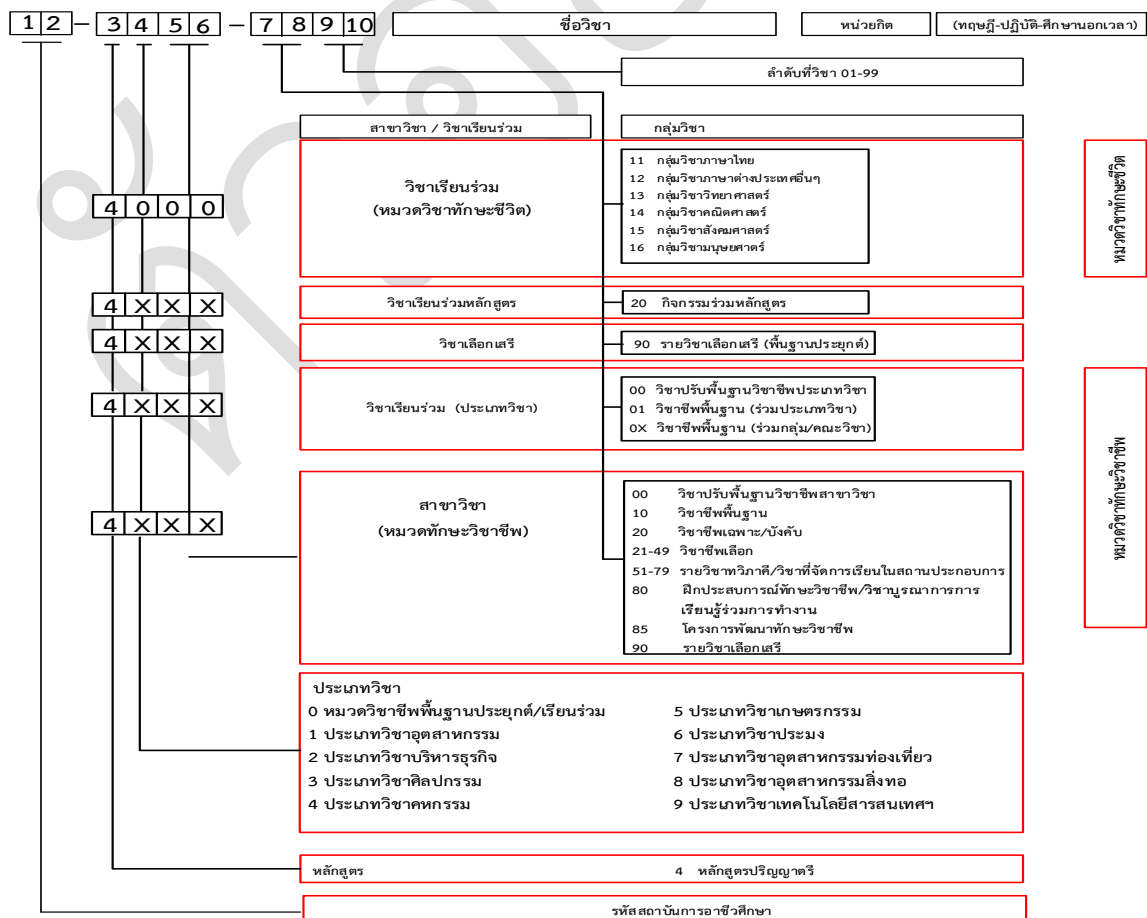 12-3456-78910 ชื่อวิชา หน่วยกิต (ทฤษฎี-ปฏิบัติ-ศึกษานอกเวลา)
ลำดับที่วิชา 01-99
สาขาวิชา / วิชาเรียนร่วม กลุ่มวิชา
วิชาเรียนร่วม
(หมวดวิชาทักษะชีวิต)
4000
11 กลุ่มวิชาภาษาไทย
12 กลุ่มวิชาภาษาต่างประเทศอื่นๆ
13 กลุ่มวิชาวิทยาศาสตร์
14 กลุ่มวิชาคณิตศาสตร์
15 กลุ่มวิชาสังคมศาสตร์
16 กลุ่มวิชามนุษยศาตร์
หมวดวิชาทักษะชีวิต
4XXX วิชาเรียนร่วมหลักสูตร 20 กิจกรรมร่วมหลักสูตร
4XXX วิชาเลือกเสรี 90 รายวิชาเลือกเสรี (พื้นฐานประยุกต์)
4XXX วิชาเรียนร่วม (ประเภทวิชา)
00 วิชาปรับพื้นฐานวิชาชีพประเภทวิชา
01 วิชาชีพพื้นฐาน (ร่วมประเภทวิชา)
0X วิชาชีพพื้นฐาน (ร่วมกลุ่ม/คณะวิชา)
หมวดวิชาทักษะวิชาชีพ
สาขาวิชา
(หมวดทักษะวิชาชีพ)
4XXX
00 วิชาปรับพื้นฐานวิชาชีพสาขาวิชา
10 วิชาชีพพื้นฐาน
20 วิชาชีพเฉพาะ/บังคับ
21-49 วิชาชีพเลือก
51-79 รายวิชาทวิภาคี/วิชาที่จัดการเรียนในสถานประกอบการ
80 ฝึกประสบการณ์ทักษะวิชาชีพ/วิชาบูรณาการการ
เรียนรู้ร่วมการทำงาน
85 โครงการพัฒนาทักษะวิชาชีพ
90 รายวิชาเลือกเสรี
ประเภทวิชา
0 หมวดวิชาชีพพื้นฐานประยุกต์/เรียนร่วม 5 ประเภทวิชาเกษตรกรรม
1 ประเภทวิชาอุตสาหกรรม 6 ประเภทวิชาประมง
2 ประเภทวิชาบริหารธุรกิจ 7 ประเภทวิชาอุตสาหกรรมท่องเที่ยว
3 ประเภทวิชาศิลปกรรม 8 ประเภทวิชาอุตสาหกรรมสิ่งทอ
4 ประเภทวิชาคหกรรม 9 ประเภทวิชาเทคโนโลยีสารสนเทศฯ
หลักสูตร 4 หลักสูตรปริญญาตรี
รหัสสถาบันการอาชีวศึกษา